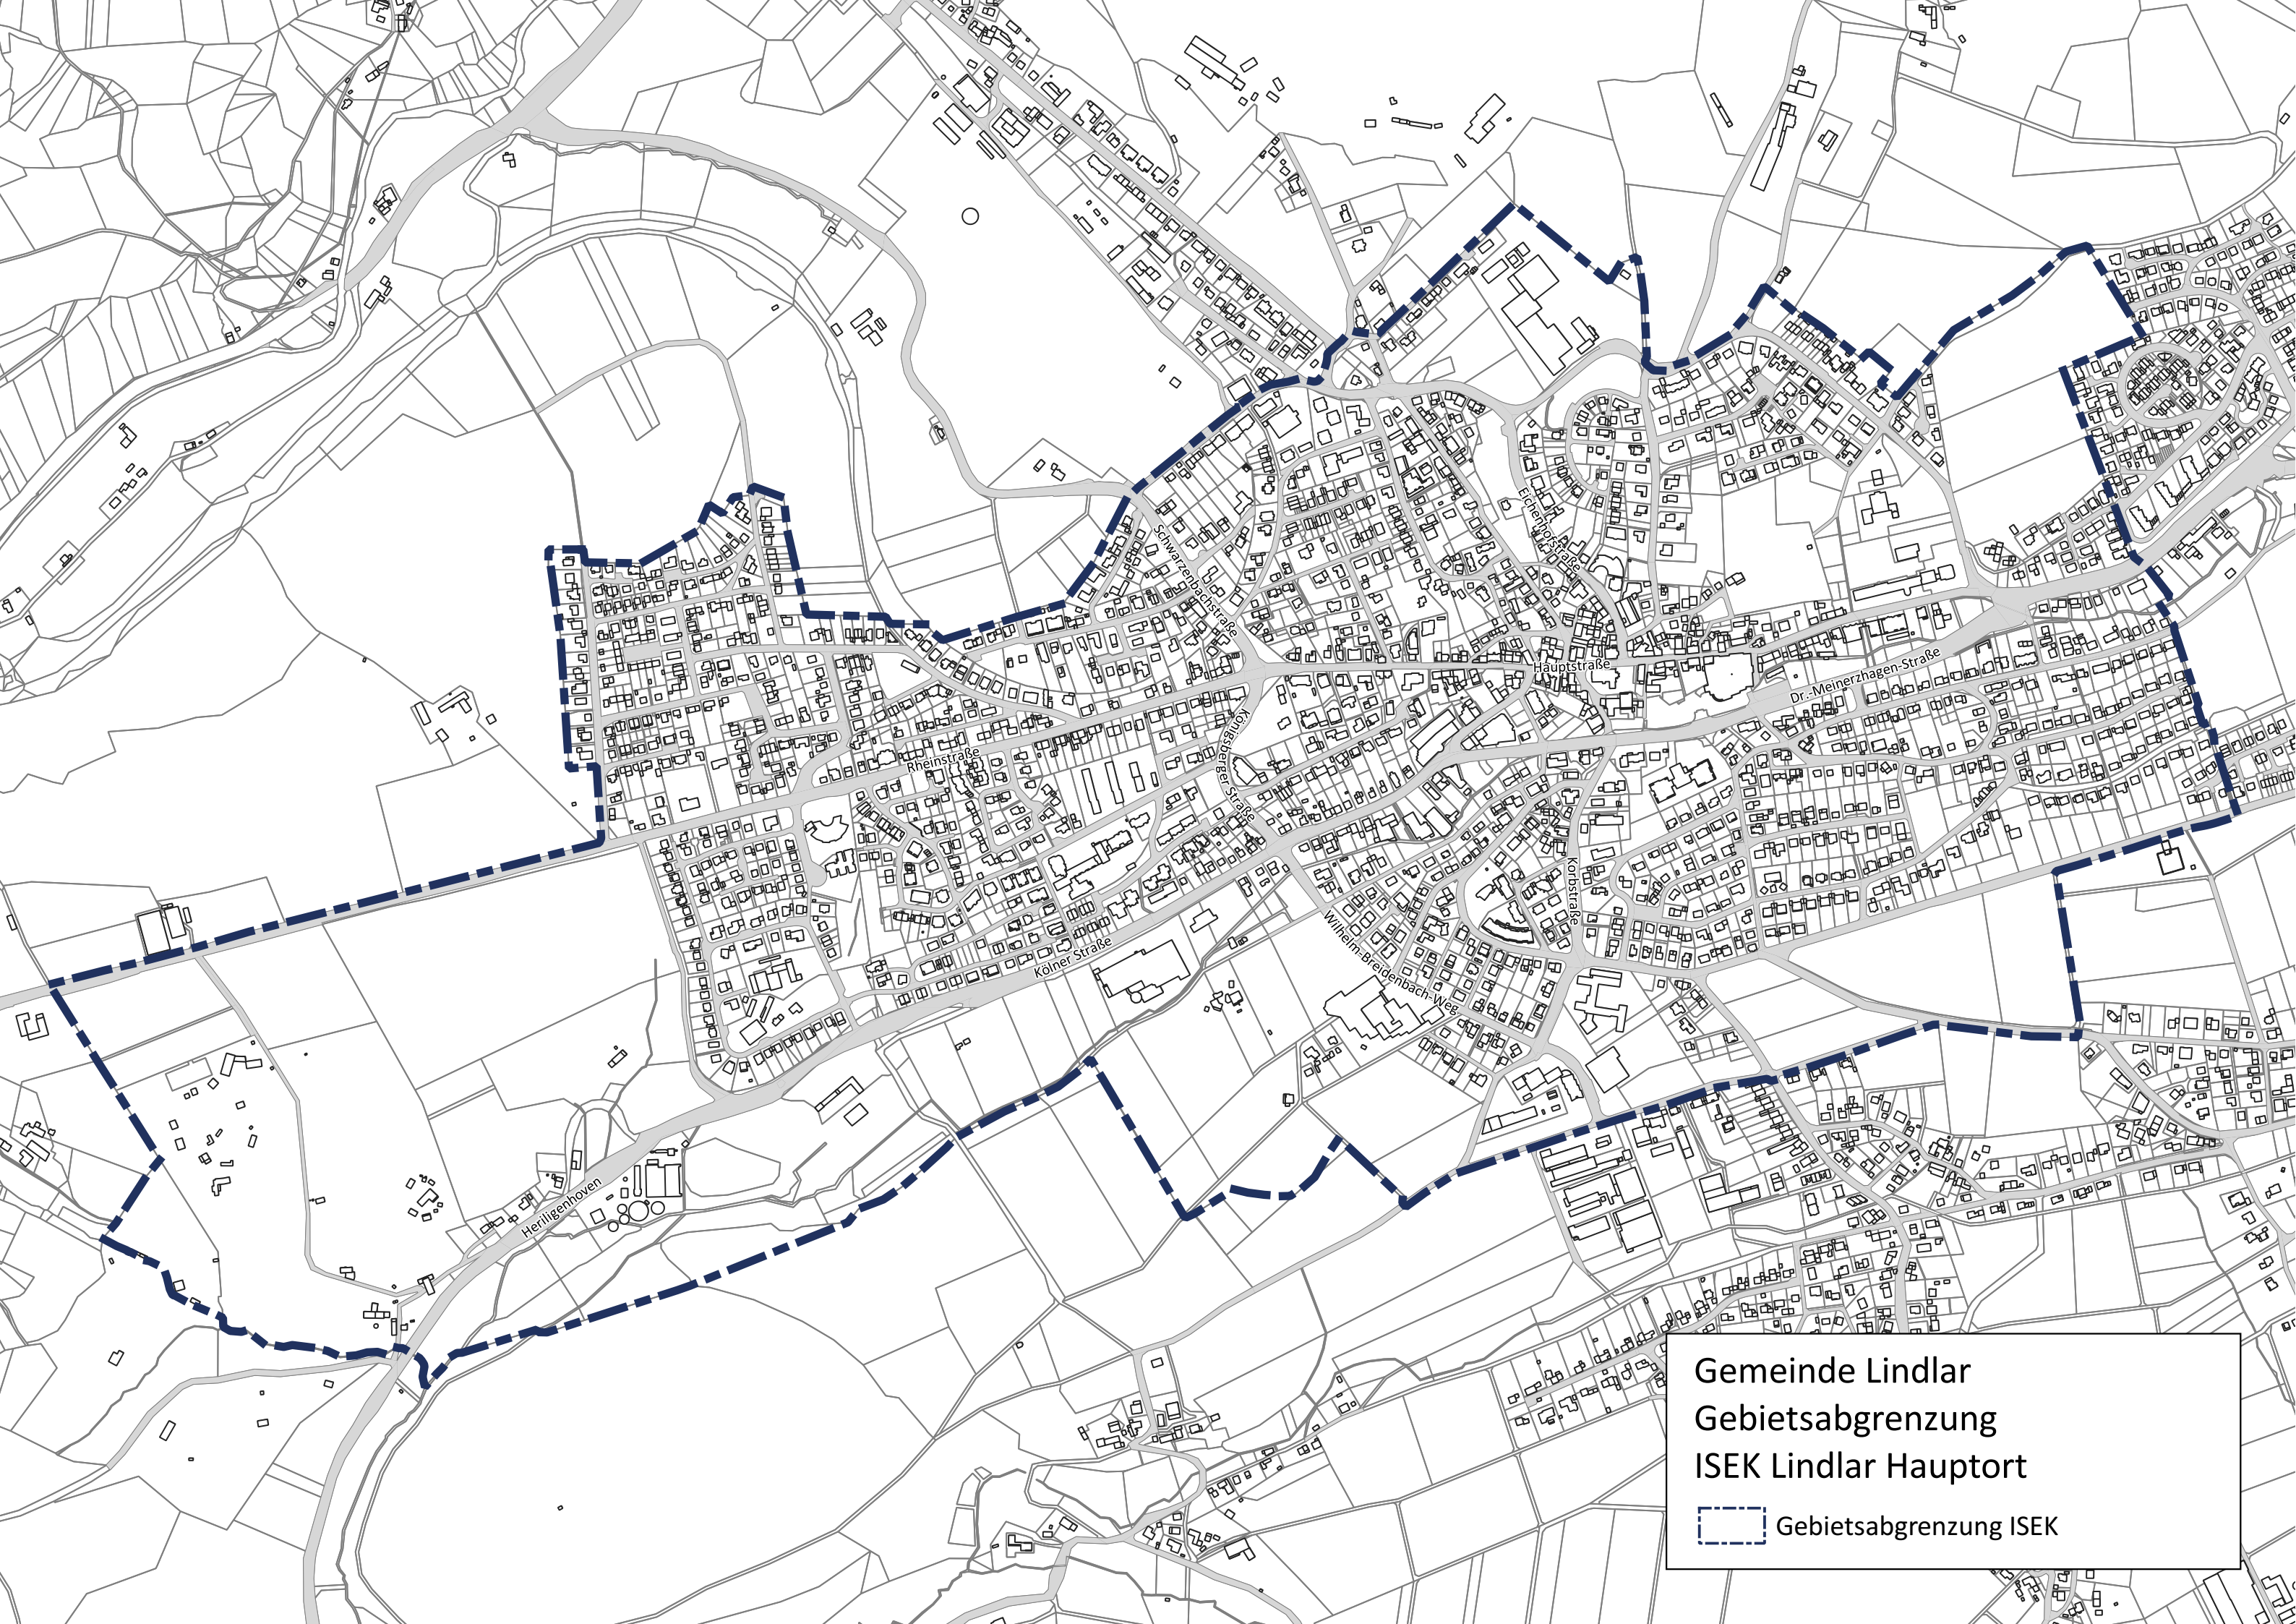 Eichenhofstraße
Schwarzenbachstraße
Hauptstraße
Dr.-Meinerzhagen-Straße
Königsberger Straße
Rheinstraße
Korbstraße
Kölner Straße
Wilhelm-Breidenbach-Weg
Heriligenhoven
Gemeinde Lindlar
Gebietsabgrenzung
ISEK Lindlar Hauptort
Gebietsabgrenzung ISEK